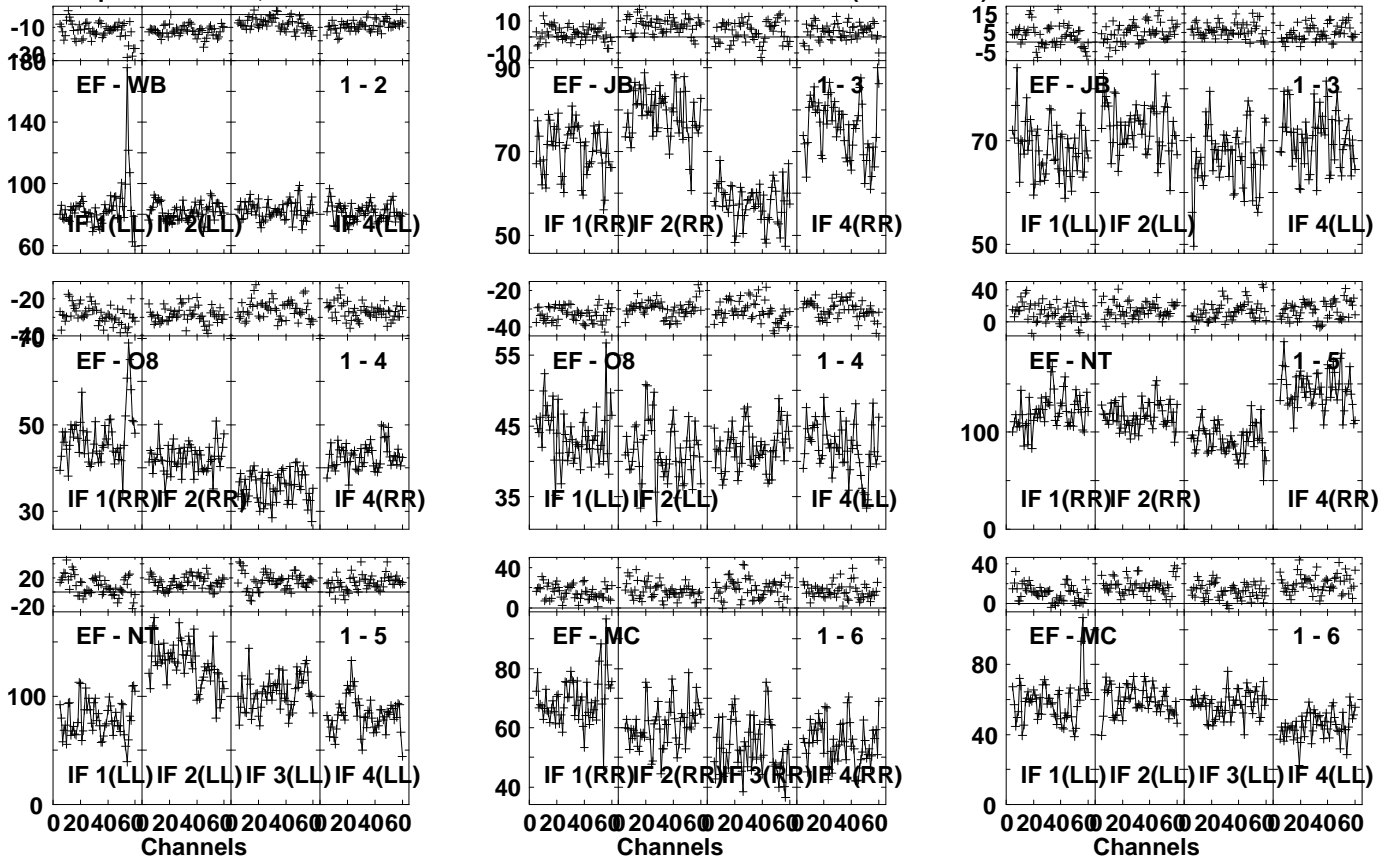 -10 10 15
-30 -10 5
-5
180 EF - WB 1 - 2 90 EF - JB 1 - 3 EF - JB 1 - 3
140 70 70
100
IF 1(LL) IF 2(LL) IF 4(LL) IF 1(RR) IF 2(RR) IF 4(RR) IF 1(LL) IF 2(LL) IF 4(LL)
60 50 50
-20 -20 40
-40 -40 0
70 EF - O8 1 - 4 55 EF - O8 1 - 4 EF - NT 1 - 5
50 45 100
IF 1(RR) IF 2(RR) IF 4(RR) IF 1(LL) IF 2(LL) IF 4(LL) IF 1(RR) IF 2(RR) IF 4(RR)
30 35 0
20 40 40
-20 0 0
EF - NT 1 - 5 EF - MC 1 - 6 EF - MC 1 - 6
100 80 80
60 40
IF 1(LL) IF 2(LL) IF 3(LL) IF 4(LL) IF 1(RR) IF 2(RR) IF 3(RR) IF 4(RR) IF 1(LL) IF 2(LL) IF 3(LL) IF 4(LL)
0 40 0
0 20 40 60 0 20 40 60 0 20 40 60 0 20 40 60 0 20 40 60 0 20 40 60 0 20 40 60 0 20 40 60 0 20 40 60 0 20 40 60 0 20 40 60 0 20 40 60
Channels Channels Channels